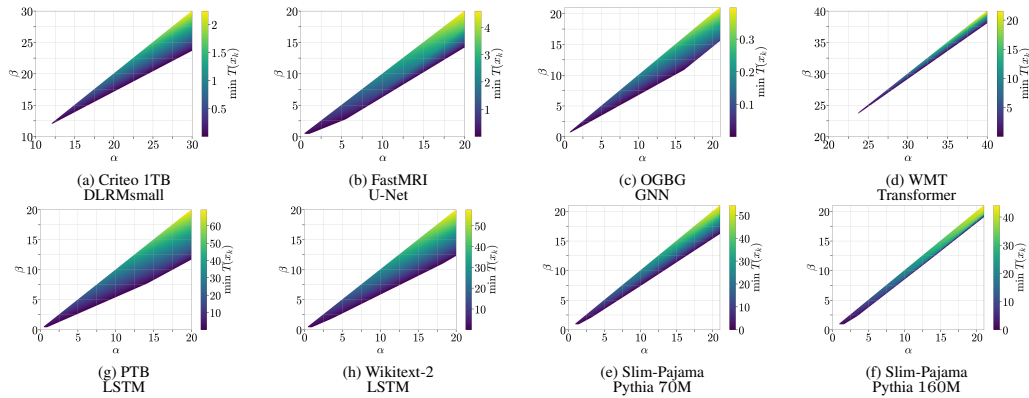 30
25
20
15
10
β
10 15 20 25 30
α
2
1.5
1
0.5
min T(x_k)
(a) Criteo 1TB
DLRMsmall
20
15
10
5
0
β
0 5 10 15 20
α
4
3
2
1
min T(x_k)
(b) FastMRI
U-Net
20
15
10
5
0
β
0 5 10 15 20
α
0.3
0.2
0.1
min T(x_k)
(c) OGBG
GNN
40
35
30
25
20
β
20 25 30 35 40
α
20
15
10
5
min T(x_k)
(d) WMT
Transformer
20
15
10
5
0
β
0 5 10 15 20
α
60
50
40
30
20
10
min T(x_k)
(g) PTB
LSTM
20
15
10
5
0
β
0 5 10 15 20
α
50
40
30
20
10
min T(x_k)
(h) Wikitext-2
LSTM
20
15
10
5
0
β
0 5 10 15 20
α
50
40
30
20
10
0
min T(x_k)
(e) Slim-Pajama
Pythia 70M
20
15
10
5
0
β
0 5 10 15 20
α
40
30
20
10
0
min T(x_k)
(f) Slim-Pajama
Pythia 160M